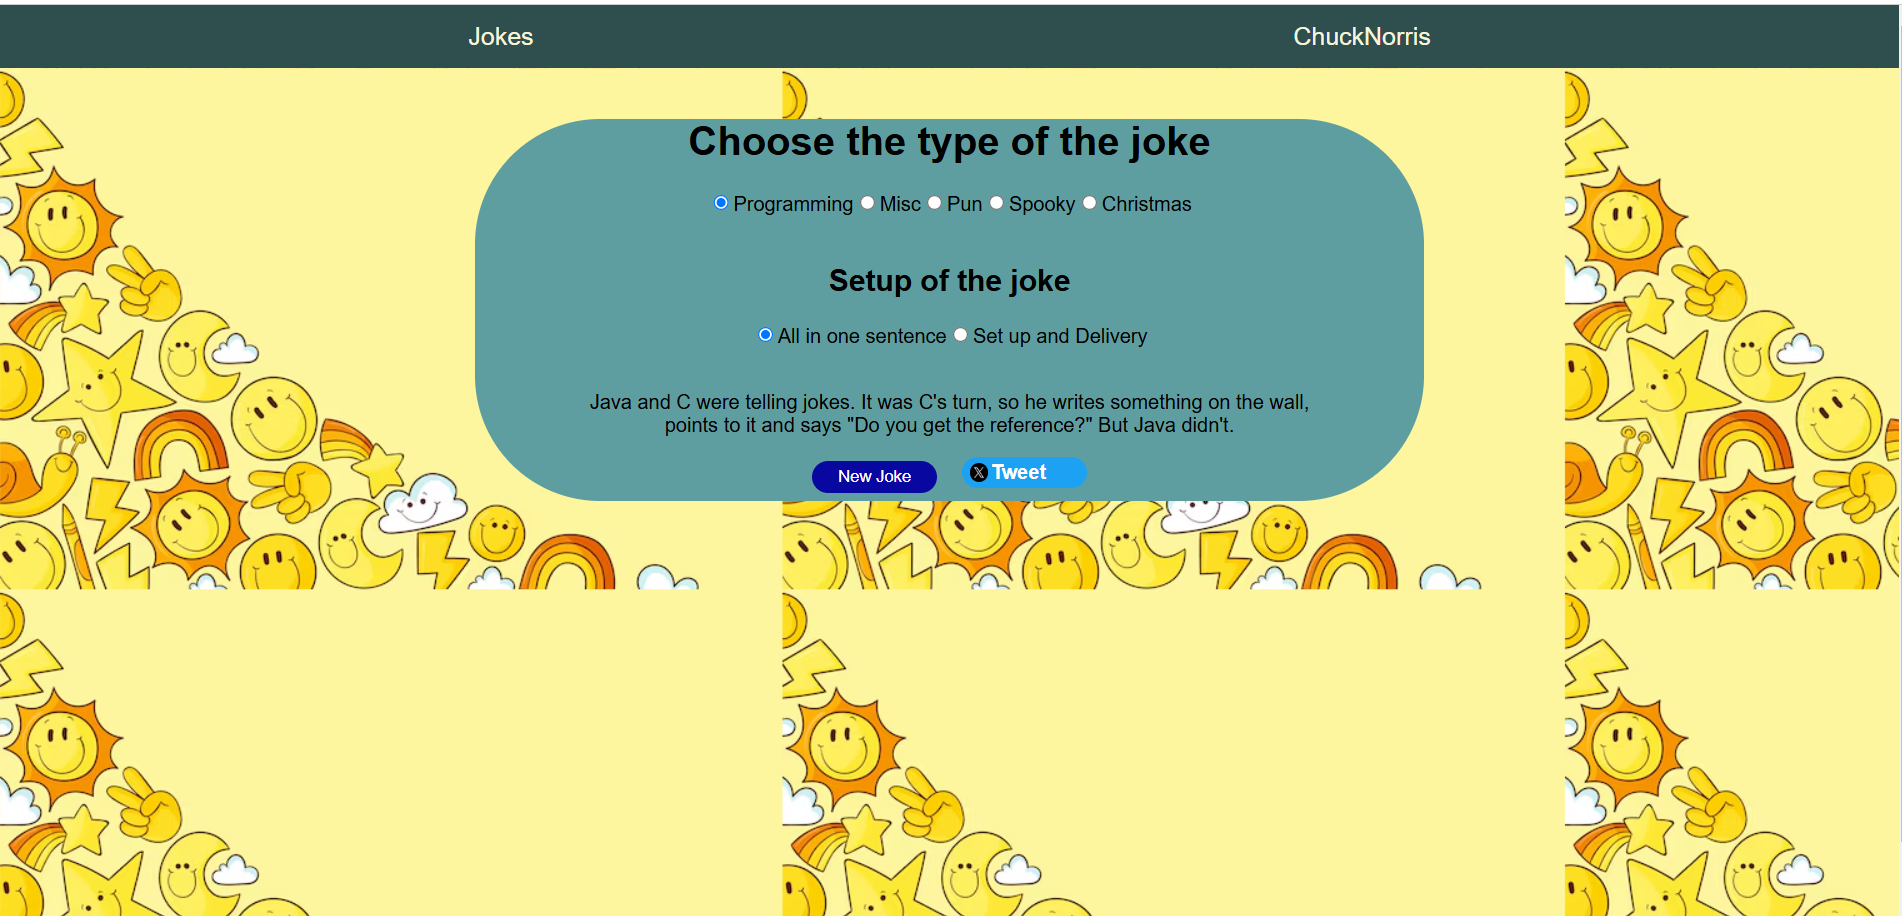 Jokes ChuckNorris
Choose the type of the joke
Programming Misc Pun Spooky Christmas
Setup of the joke
All in one sentence Set up and Delivery
Java and C were telling jokes. It was C's turn, so he writes something on the wall,
points to it and says "Do you get the reference?" But Java didn't.
New Joke 𝕏 Tweet